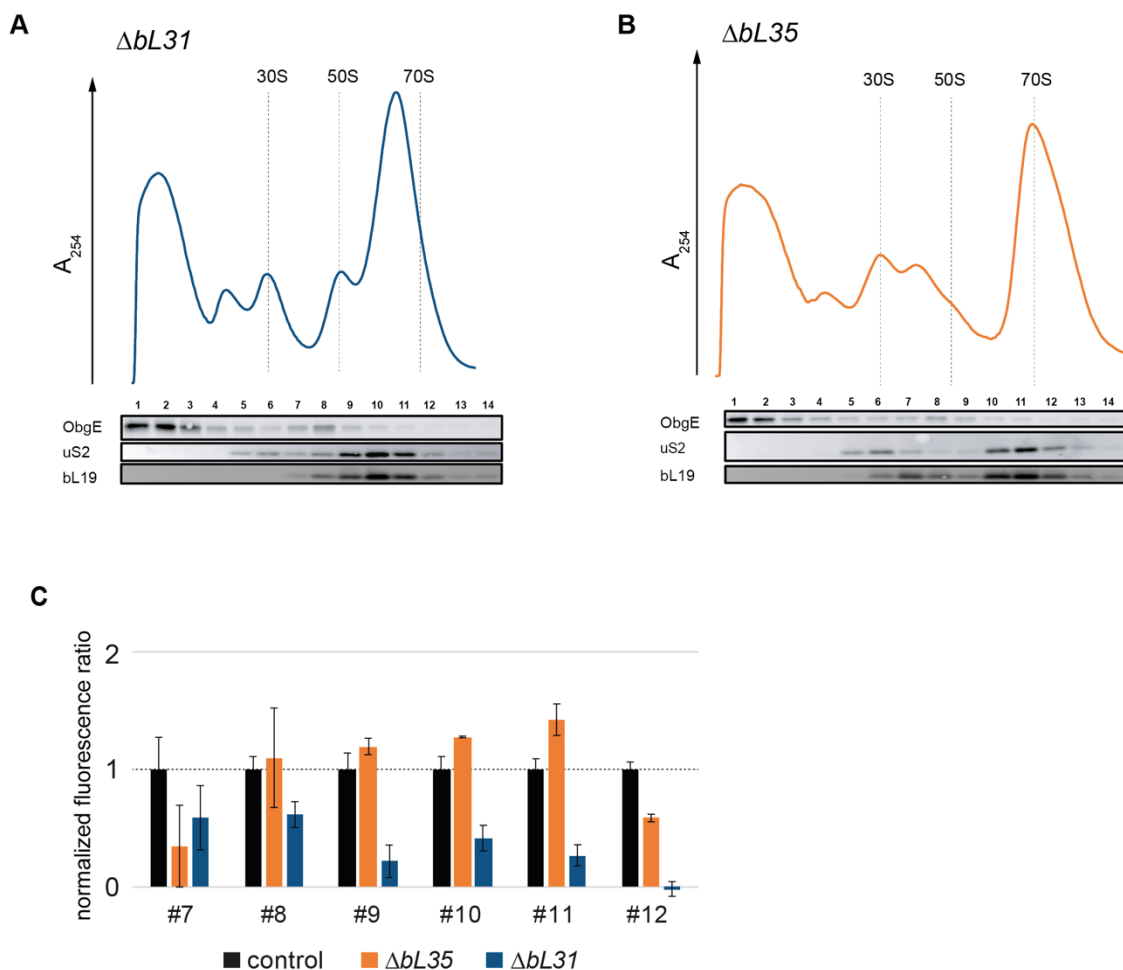 A
ΔbL31
30S 50S 70S
A254
1 2 3 4 5 6 7 8 9 10 11 12 13 14
ObgE
uS2
bL19
B
ΔbL35
30S 50S 70S
A254
1 2 3 4 5 6 7 8 9 10 11 12 13 14
ObgE
uS2
bL19
C
normalized fluorescence ratio
2
1
0
#7 #8 #9 #10 #11 #12
control ΔbL35 ΔbL31